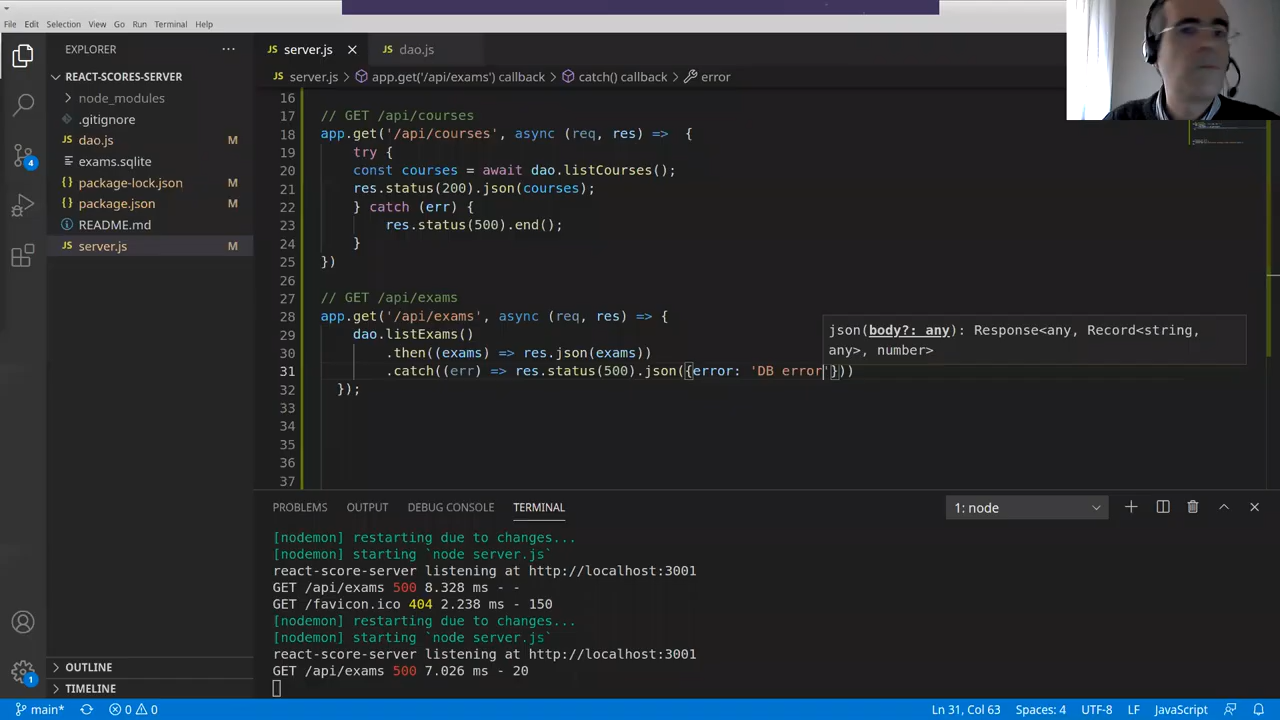 File Edit Selection View Go Run Terminal Help
EXPLORER
JS server.js
JS dao.js
REACT-SCORES-SERVER
JS server.js > app.get('/api/exams') callback > catch() callback > error
node_modules
.gitignore
JS dao.js M
exams.sqlite
{} package-lock.json M
{} package.json M
README.md
JS server.js M
16
17 // GET /api/courses
18 app.get('/api/courses', async (req, res) => {
19 try {
20 const courses = await dao.listCourses();
21 res.status(200).json(courses);
22 } catch (err) {
23 res.status(500).end();
24 }
25 })
26
27 // GET /api/exams
28 app.get('/api/exams', async (req, res) => {
29 dao.listExams()
30 .then((exams) => res.json(exams))
31 .catch((err) => res.status(500).json({error: 'DB error'}))
32 });
33
34
35
36
37
json(body?: any): Response<any, Record<string,
any>, number>
PROBLEMS OUTPUT DEBUG CONSOLE TERMINAL
1: node
[nodemon] restarting due to changes...
[nodemon] starting `node server.js`
react-score-server listening at http://localhost:3001
GET /api/exams 500 8.328 ms - -
GET /favicon.ico 404 2.238 ms - 150
[nodemon] restarting due to changes...
[nodemon] starting `node server.js`
react-score-server listening at http://localhost:3001
GET /api/exams 500 7.026 ms - 20
4
1
OUTLINE
TIMELINE
main* 0 0 Ln 31, Col 63 Spaces: 4 UTF-8 LF JavaScript